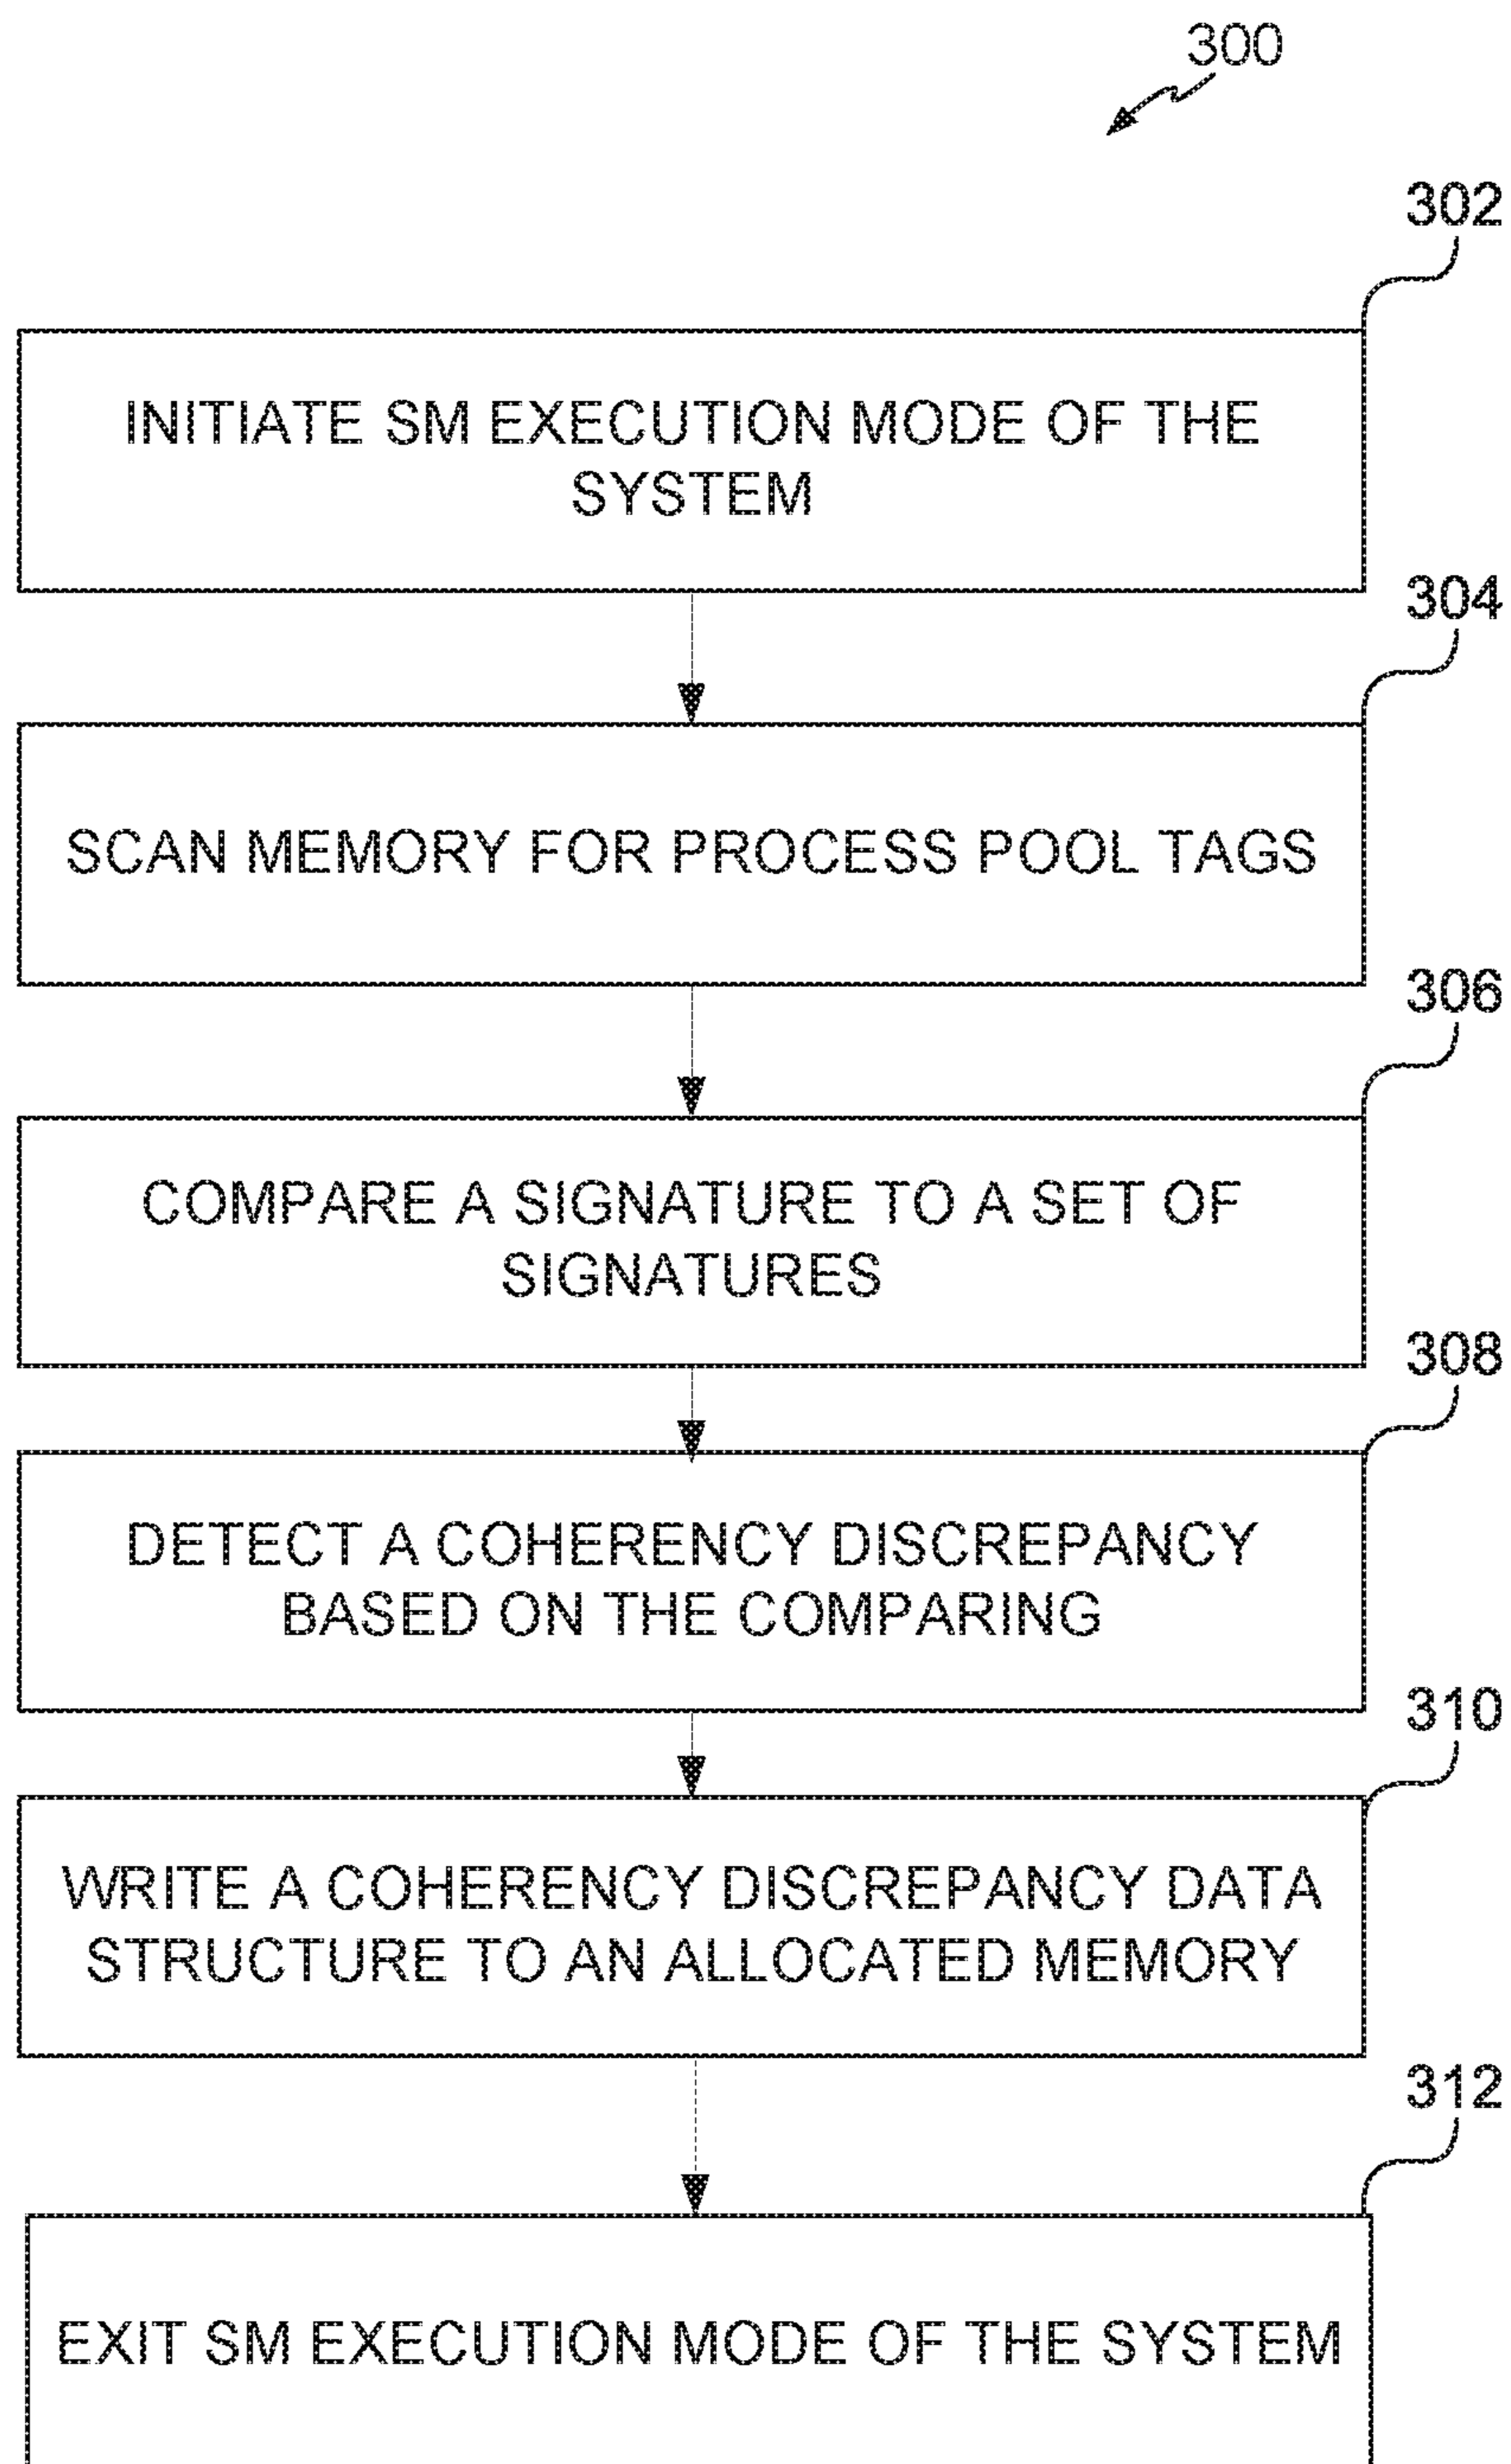 300
302
INITIATE SM EXECUTION MODE OF THE
SYSTEM
304
SCAN MEMORY FOR PROCESS POOL TAGS
306
COMPARE A SIGNATURE TO A SET OF
SIGNATURES
308
DETECT A COHERENCY DISCREPANCY
BASED ON THE COMPARING
310
WRITE A COHERENCY DISCREPANCY DATA
STRUCTURE TO AN ALLOCATED MEMORY
312
EXIT SM EXECUTION MODE OF THE SYSTEM